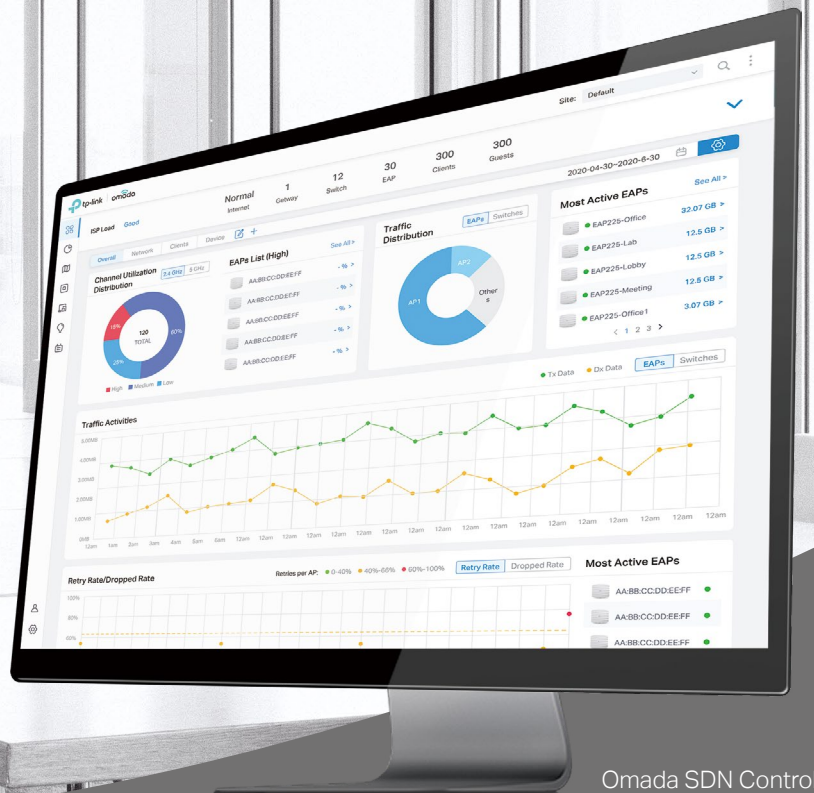 Site: Default
tp-link omada
Normal 1 12 30 300 300
Internet Getway Switch EAP Clients Guests
ISP Load Good
2020-04-30~2020-6-30
Overall Network Clients Device
Channel Utilization Distribution
2.4 GHz 5 GHz
120
TOTAL
60%
High Medium Low
EAPs List (High)
See All >
AA:BB:CC:DD:EE:FF - % >
AA:BB:CC:DD:EE:FF - % >
AA:BB:CC:DD:EE:FF - % >
AA:BB:CC:DD:EE:FF - % >
AA:BB:CC:DD:EE:FF - % >
Traffic
Distribution
EAPs Switches
AP1
AP2
Other
s
Most Active EAPs
See All >
EAP225-Office 32.07 GB >
EAP225-Lab 12.5 GB >
EAP225-Lobby 12.5 GB >
EAP225-Meeting 12.5 GB >
EAP225-Office1 3.07 GB >
< 1 2 3 >
Traffic Activities
Tx Data Dx Data EAPs Switches
5.00MB
4.00MB
3.00MB
2.00MB
1.00MB
0MB
12am 1am 2am 3am 4am 5am 6am 12am 12am 12am 12am 12am 12am 12am 12am 12am 12am 12am 12am 12am 12am 12am 12am 12am
Retry Rate/Dropped Rate
Retries per AP: 0-40% 40%-66% 60%-100%
Retry Rate Dropped Rate
100%
80%
60%
Most Active EAPs
AA:BB:CC:DD:EE:FF
AA:BB:CC:DD:EE:FF
AA:BB:CC:DD:EE:FF
Omada SDN Contro